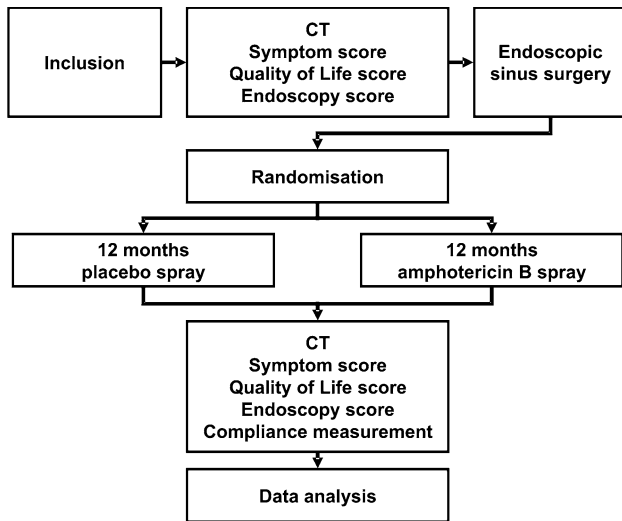 Inclusion
CT
Symptom score
Quality of Life score
Endoscopy score
Endoscopic
sinus surgery
Randomisation
12 months
placebo spray
12 months
amphotericin B spray
CT
Symptom score
Quality of Life score
Endoscopy score
Compliance measurement
Data analysis